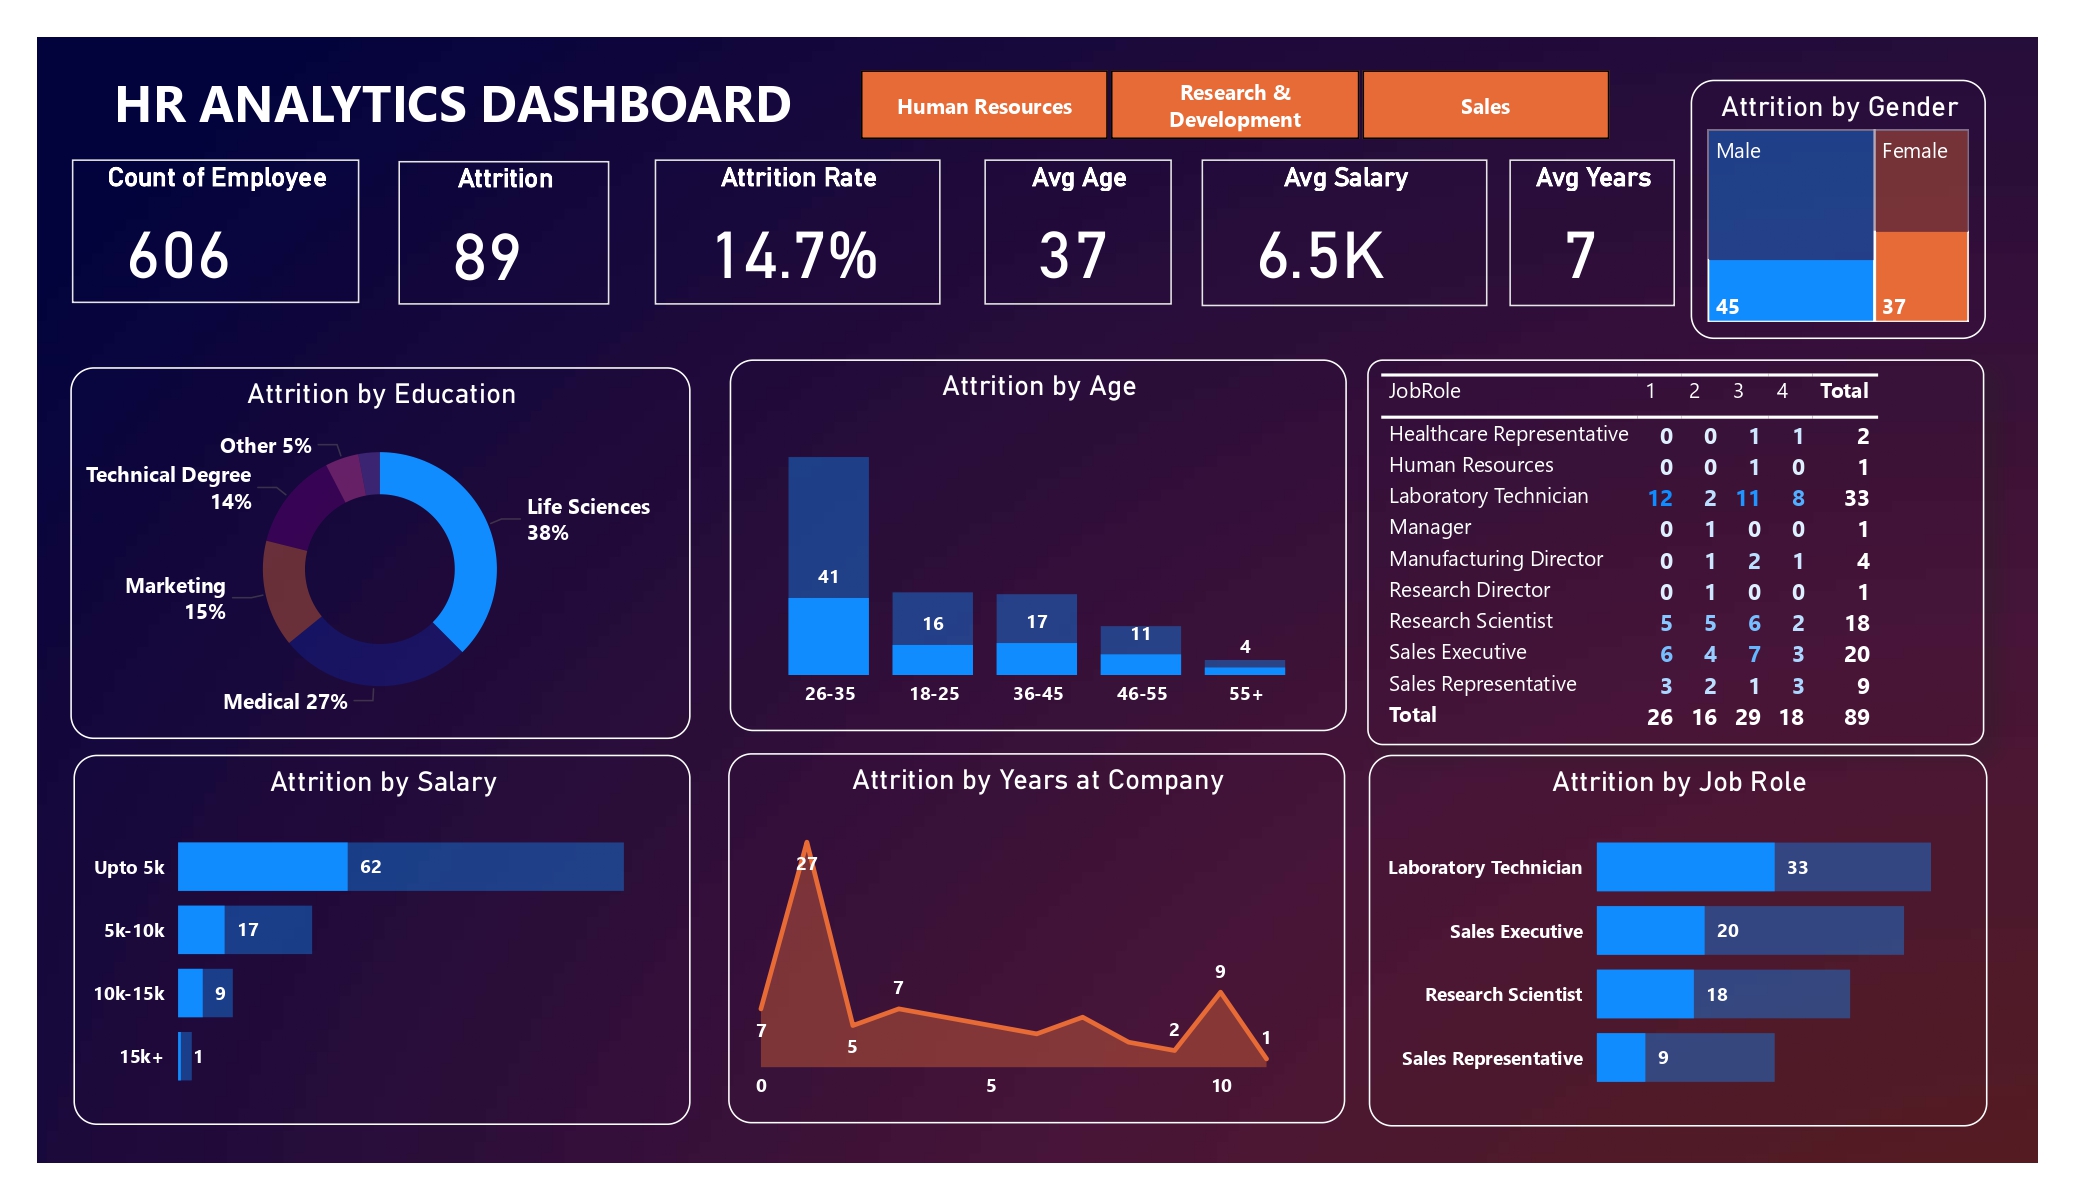 HR ANALYTICS DASHBOARD
Human Resources
Research &
Development
Sales
Attrition by Gender
Male
Female
45
37
Count of Employee
606
Attrition
89
Attrition Rate
14.7%
Avg Age
37
Avg Salary
6.5K
Avg Years
7
Attrition by Education
Other 5%
Technical Degree
14%
Life Sciences
38%
Marketing
15%
Medical 27%
Attrition by Age
41
16
17
11
4
26-35 18-25 36-45 46-55 55+
JobRole 1 2 3 4 Total
Healthcare Representative 0 0 1 1 2
Human Resources 0 0 1 0 1
Laboratory Technician 12 2 11 8 33
Manager 0 1 0 0 1
Manufacturing Director 0 1 2 1 4
Research Director 0 1 0 0 1
Research Scientist 5 5 6 2 18
Sales Executive 6 4 7 3 20
Sales Representative 3 2 1 3 9
Total 26 16 29 18 89
Attrition by Salary
Upto 5k 62
5k-10k 17
10k-15k 9
15k+ 1
Attrition by Years at Company
27
7
5
7
2
9
1
0 5 10
Attrition by Job Role
Laboratory Technician 33
Sales Executive 20
Research Scientist 18
Sales Representative 9